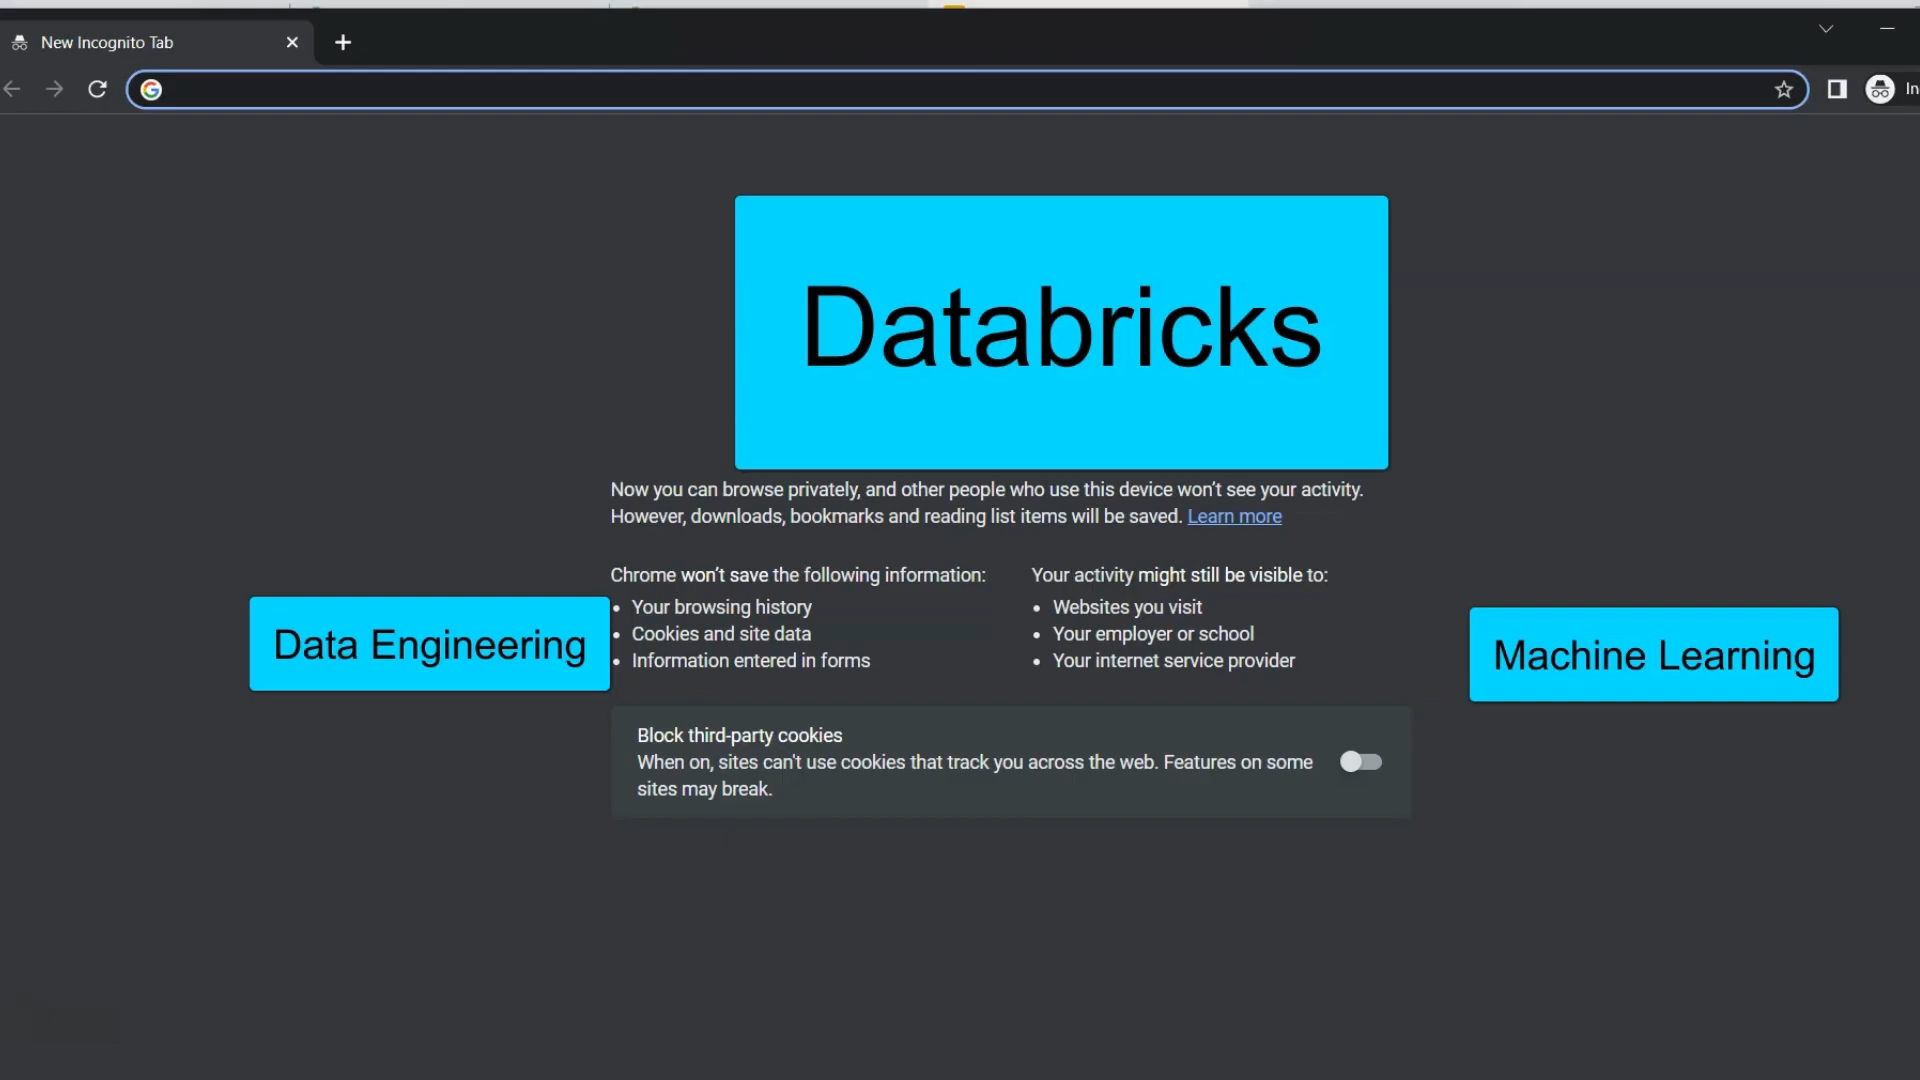 New Incognito Tab
In
Databricks
Now you can browse privately, and other people who use this device won't see your activity.
However, downloads, bookmarks and reading list items will be saved. Learn more
Chrome won't save the following information:
Your browsing history
Cookies and site data
Information entered in forms
Your activity might still be visible to:
Websites you visit
Your employer or school
Your internet service provider
Data Engineering
Machine Learning
Block third-party cookies
When on, sites can't use cookies that track you across the web. Features on some
sites may break.